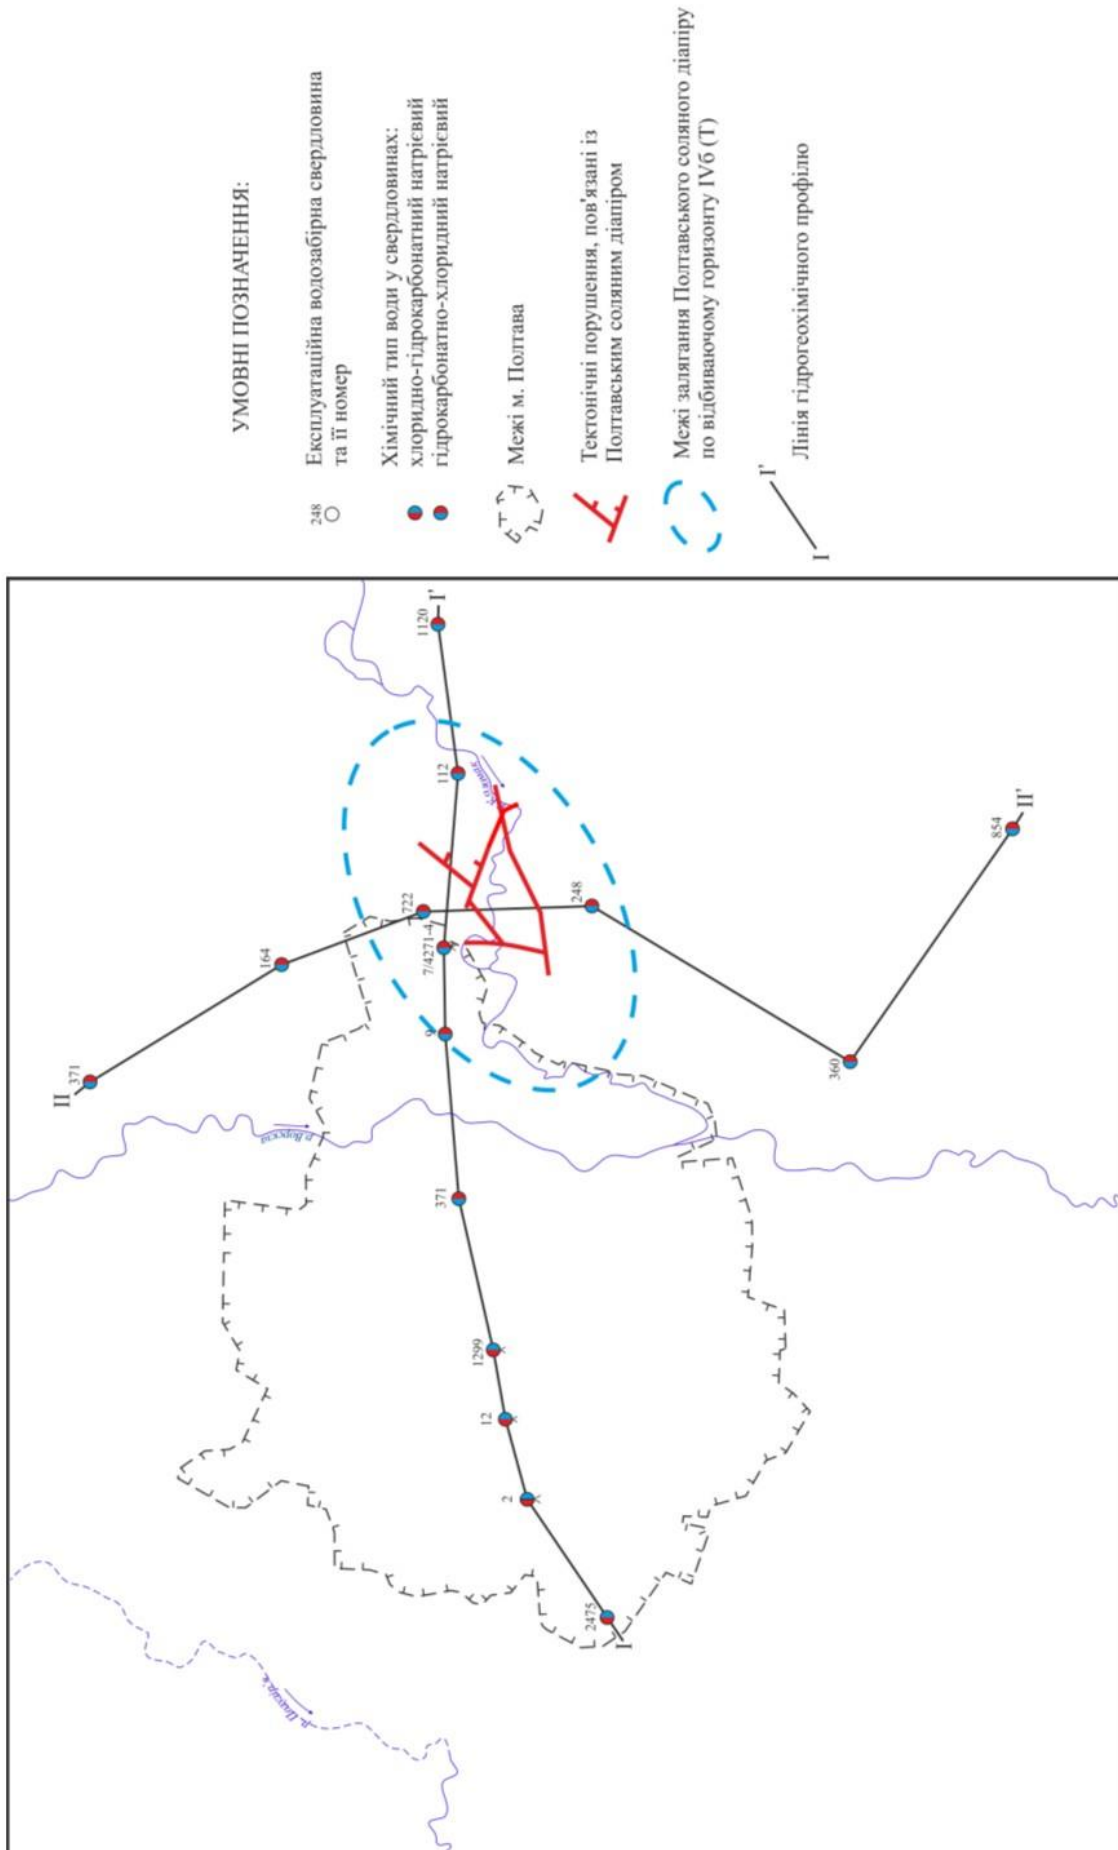 УМОВНІ ПОЗНАЧЕННЯ:
248
Експлуатаційна водозабірна свердловина
та її номер
Хімічний тип води у свердловинах:
хлоридно-гідрокарбонатний натрієвий
гідрокарбонатно-хлоридний натрієвий
Межі м. Полтава
Тектонічні порушення, пов'язані із
Полтавським соляним діапіром
Межі залягання Полтавського соляного діапіру
по відбиваючому горизонту IVб (Т)
I
I'
Лінія гідрогеохімічного профілю
II
371
164
722
7/4271-4
9
112
1120
I'
р.Ворскла
371
1299
12
2
2475
I
248
360
854
II'